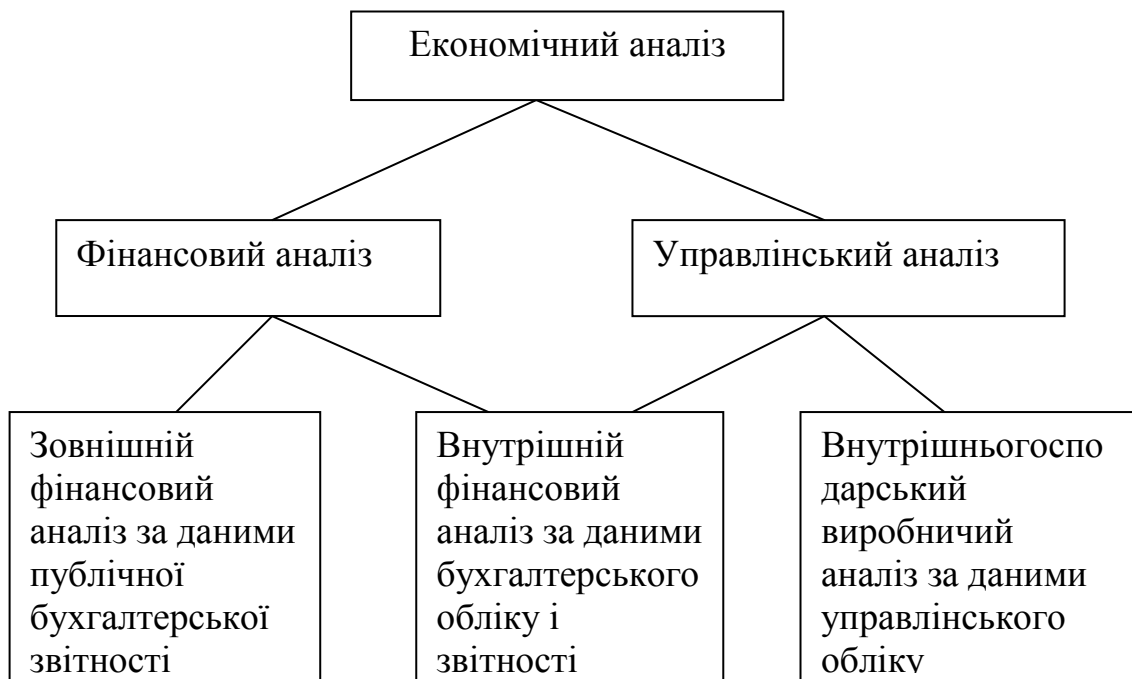 Економічний аналіз
Фінансовий аналіз
Управлінський аналіз
Зовнішній
фінансовий
аналіз за даними
публічної
бухгалтерської
звітності
Внутрішній
фінансовий
аналіз за даними
бухгалтерського
обліку і
звітності
Внутрішньогоспо
дарський
виробничий
аналіз за даними
управлінського
обліку